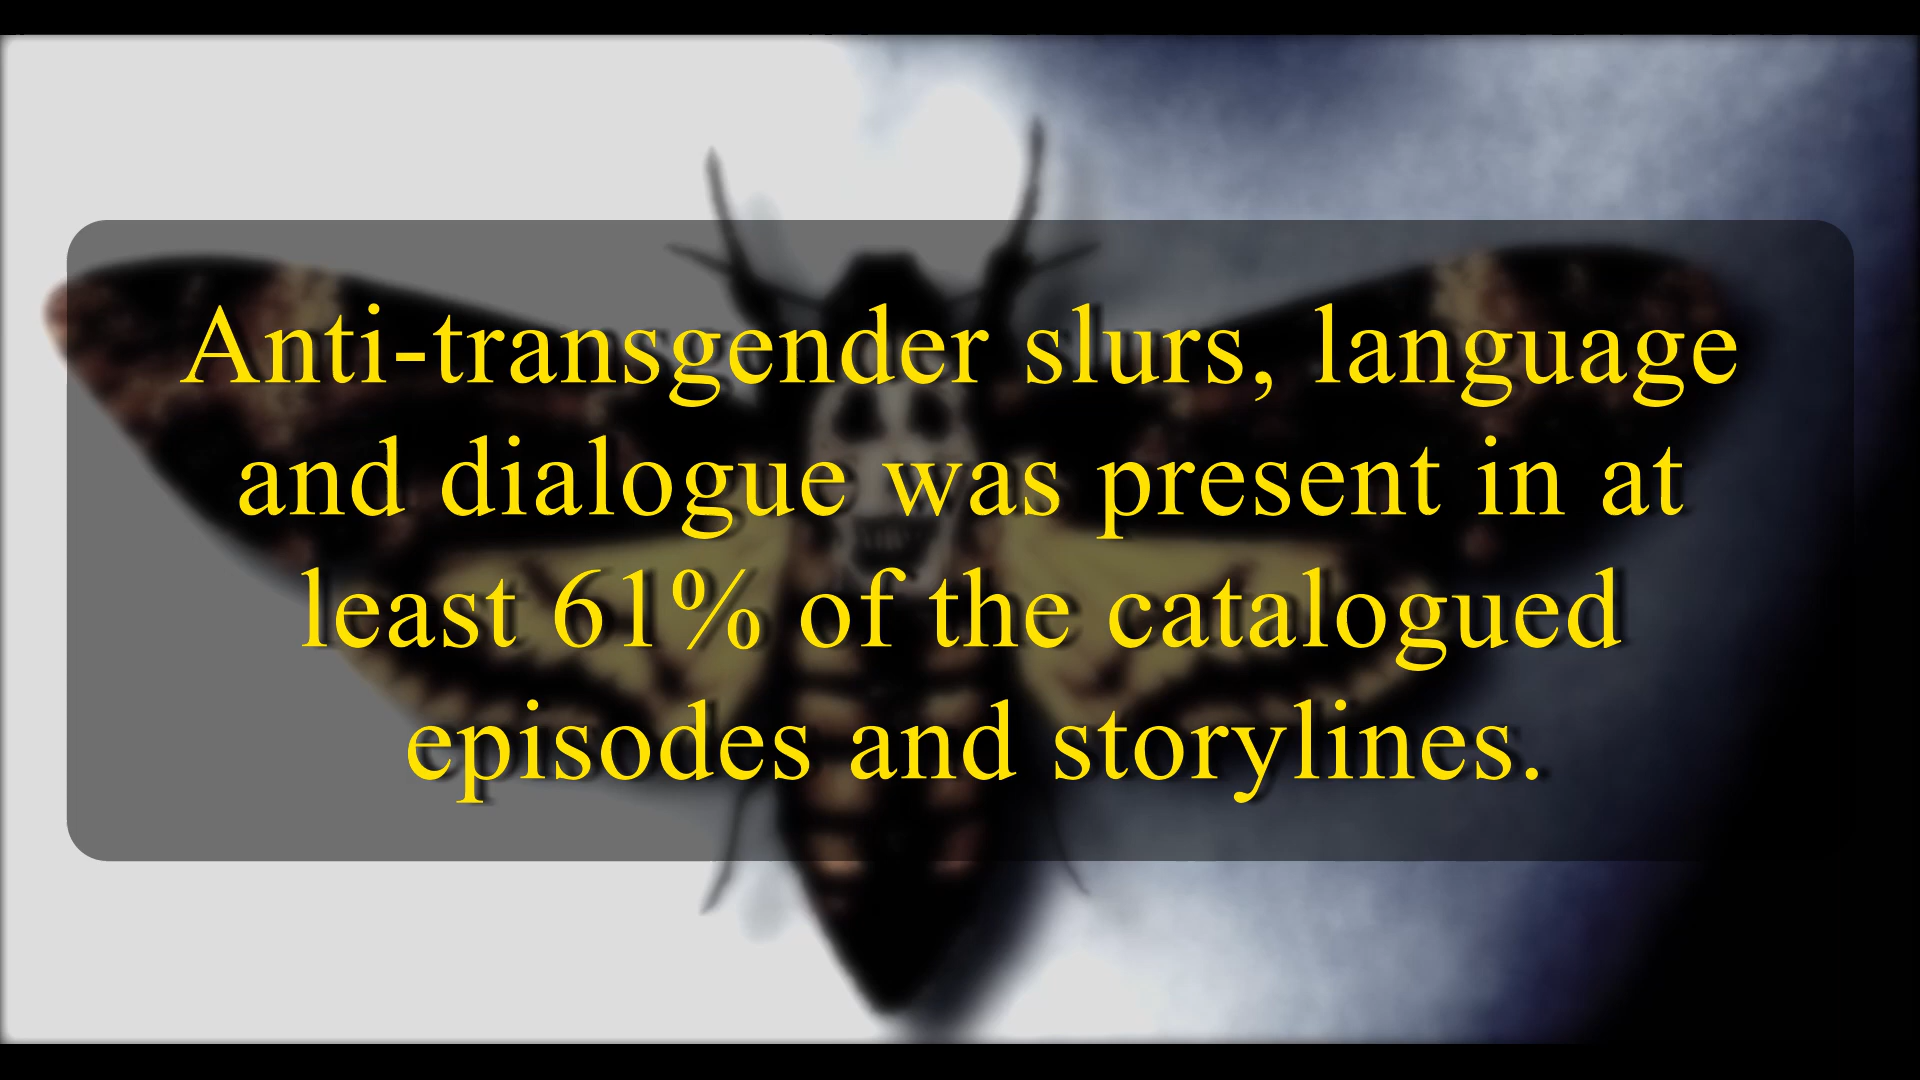 Anti-transgender slurs, language
and dialogue was present in at
least 61% of the catalogued
episodes and storylines.